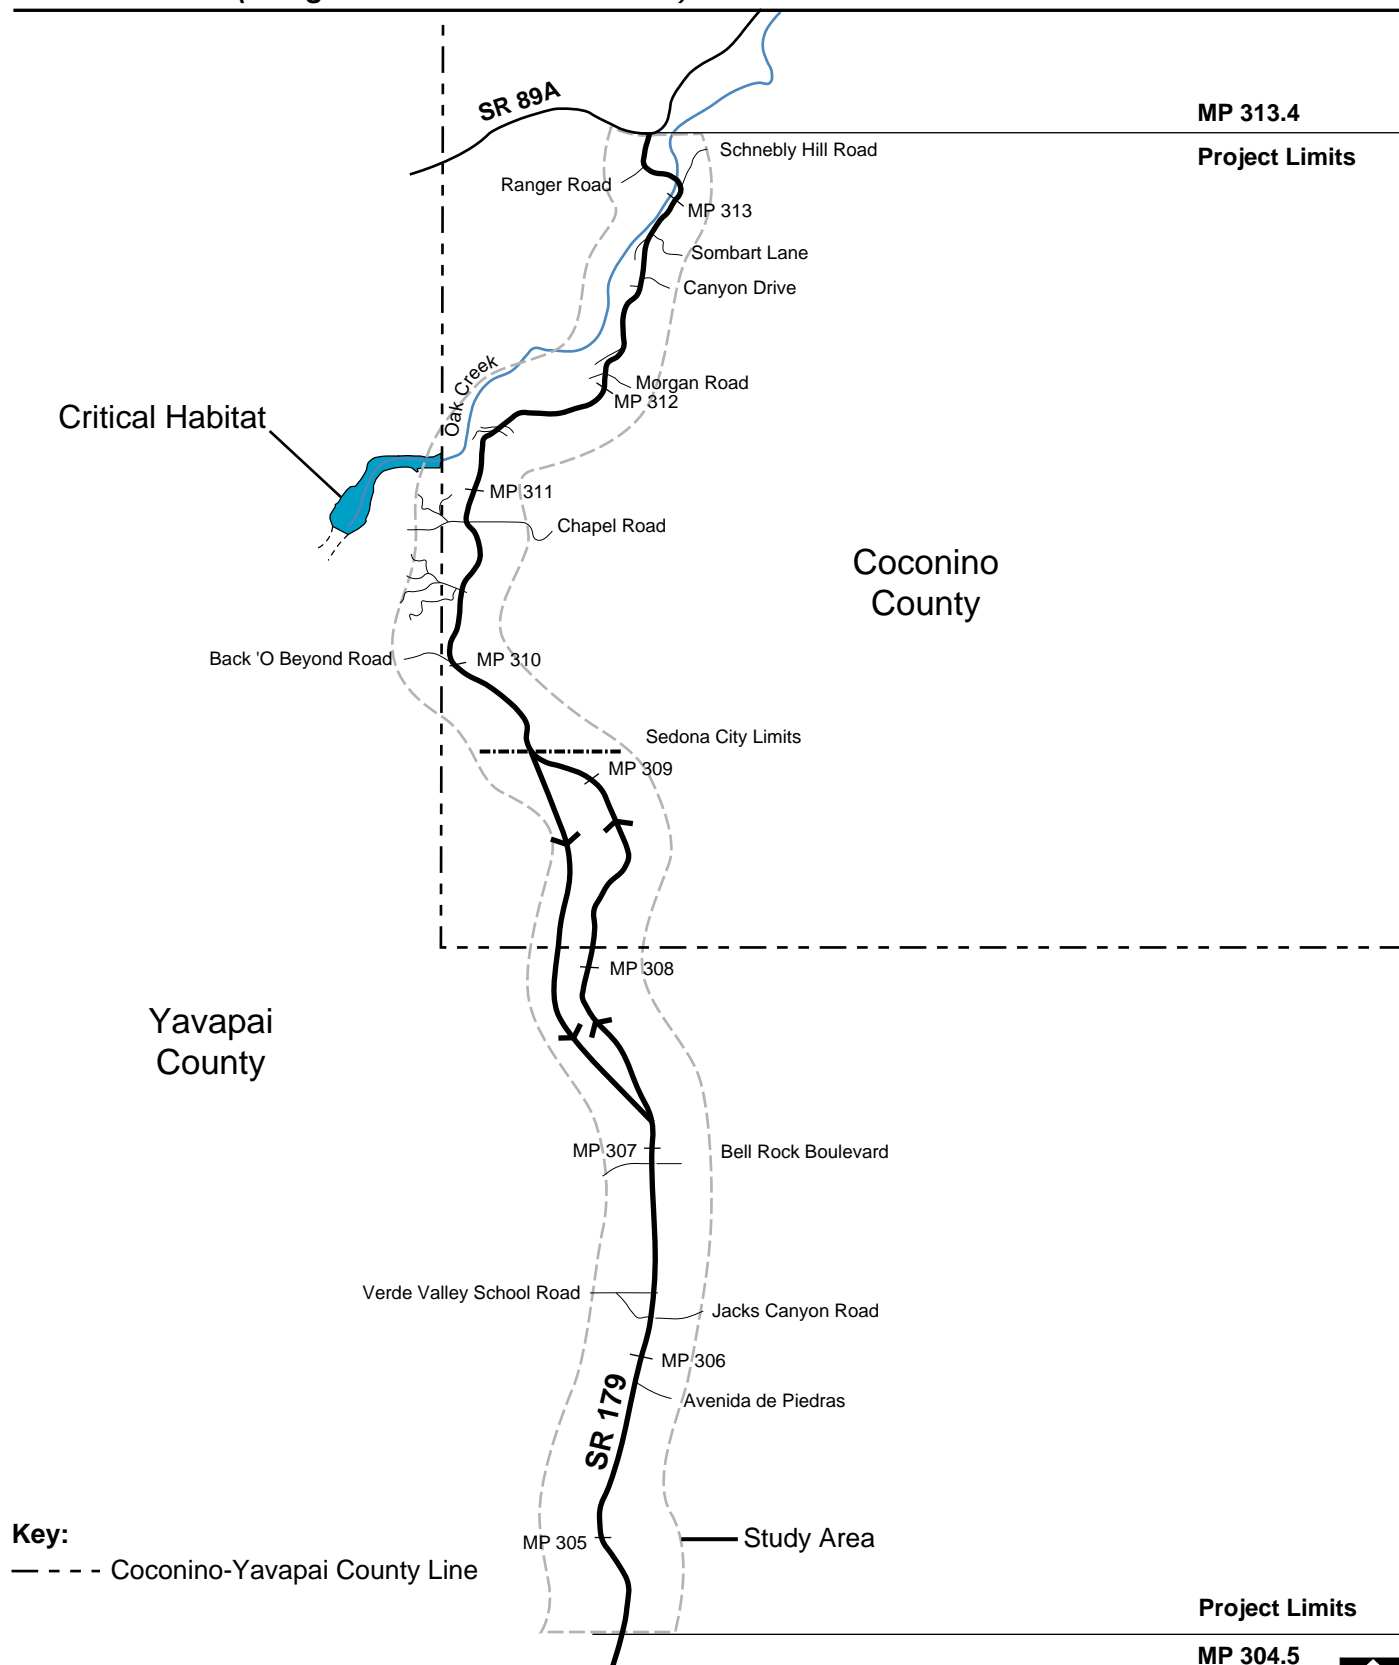 SR 89A
MP 313.4
Project Limits
Schnebly Hill Road
Ranger Road
MP 313
Sombart Lane
Canyon Drive
Oak Creek
Morgan Road
MP 312
Critical Habitat
MP 311
Chapel Road
Coconino
County
Back 'O Beyond Road
MP 310
Sedona City Limits
MP 309
MP 308
Yavapai
County
MP 307
Bell Rock Boulevard
Verde Valley School Road
Jacks Canyon Road
MP 306
Avenida de Piedras
SR 179
Key:
MP 305
Study Area
Coconino-Yavapai County Line
Project Limits
MP 304.5